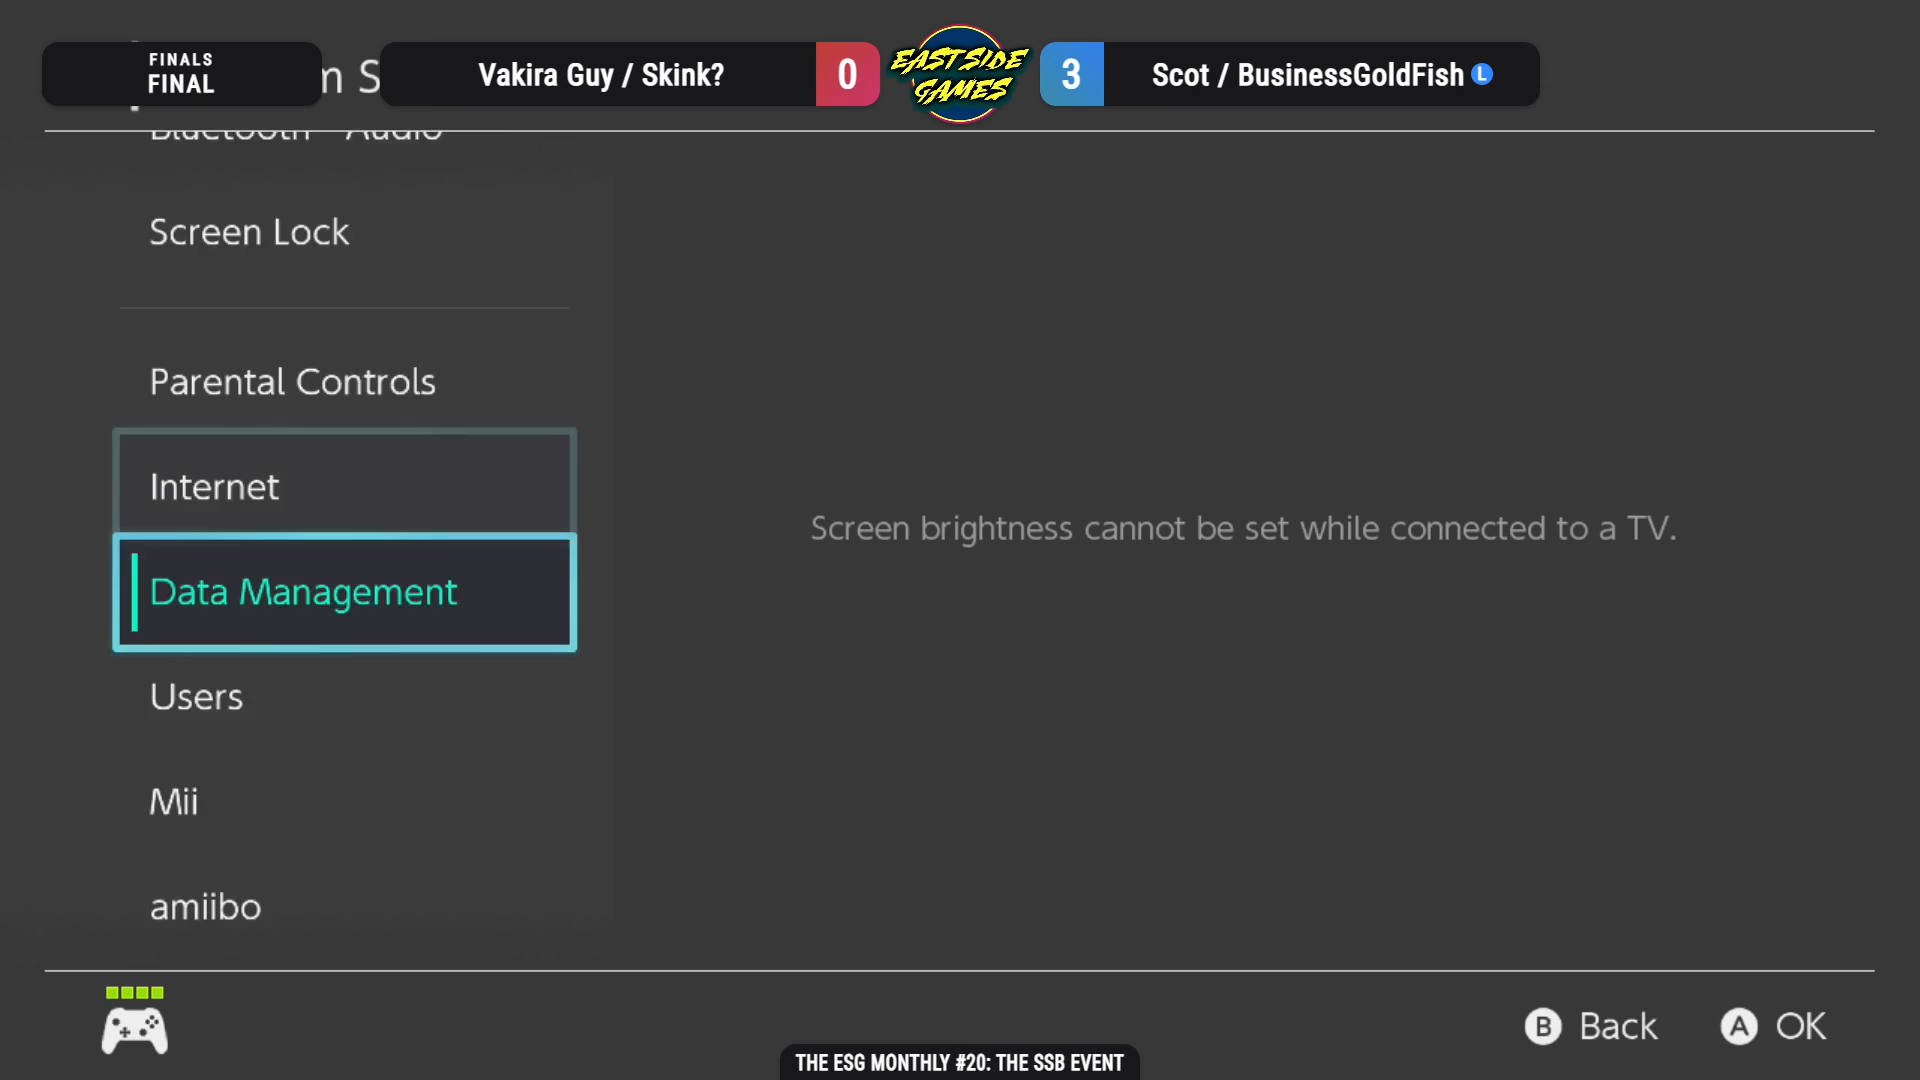 FINALS
FINAL
m S
Vakira Guy / Skink?
0
EAST SIDE
GAMES
3
Scot / BusinessGoldFish L
Bluetooth Audio
Screen Lock
Parental Controls
Internet
Data Management
Users
Mii
amiibo
Screen brightness cannot be set while connected to a TV.
B Back
A OK
THE ESG MONTHLY #20: THE SSB EVENT